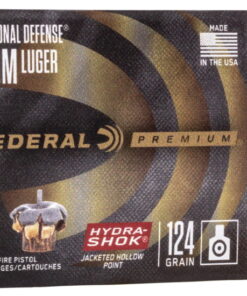 ONAL DEFENSE
MADE
IN THE USA
M LUGER
EDERAL PREMIUM
FIRE PISTOL
GES/CARTOUCHES
HYDRA-
SHOK
JACKETED HOLLOW
POINT
124
GRAIN